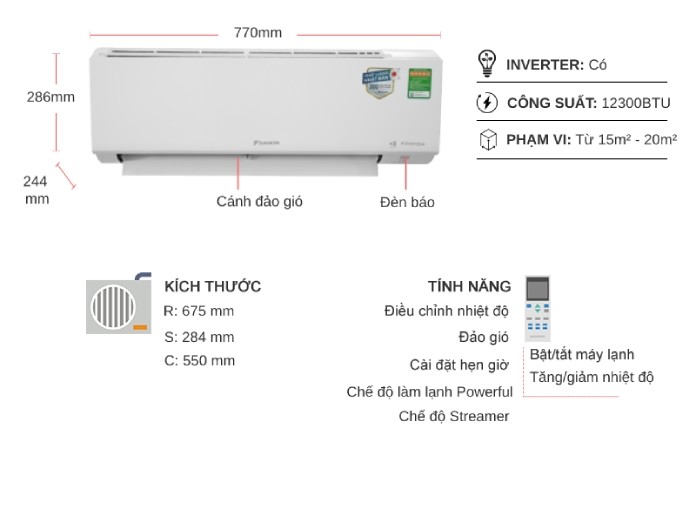 770mm
286mm
244
mm
DAIKIN
INVERTER: Có
CÔNG SUẤT: 12300BTU
PHẠM VI: Từ 15m² - 20m²
Cánh đảo gió
Đèn báo
KÍCH THƯỚC
R: 675 mm
S: 284 mm
C: 550 mm
TÍNH NĂNG
Điều chỉnh nhiệt độ
Đảo gió
Cài đặt hẹn giờ
Chế độ làm lạnh Powerful
Chế độ Streamer
Bật/tắt máy lạnh
Tăng/giảm nhiệt độ